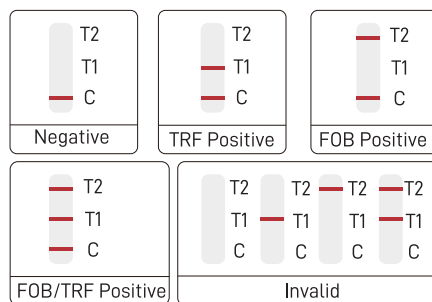 T2
T1
C
Negative
T2
T1
C
TRF Positive
T2
T1
C
FOB Positive
T2
T1
C
FOB/TRF Positive
T2 T2 T2 T2
T1 T1 T1 T1
C C C C
Invalid